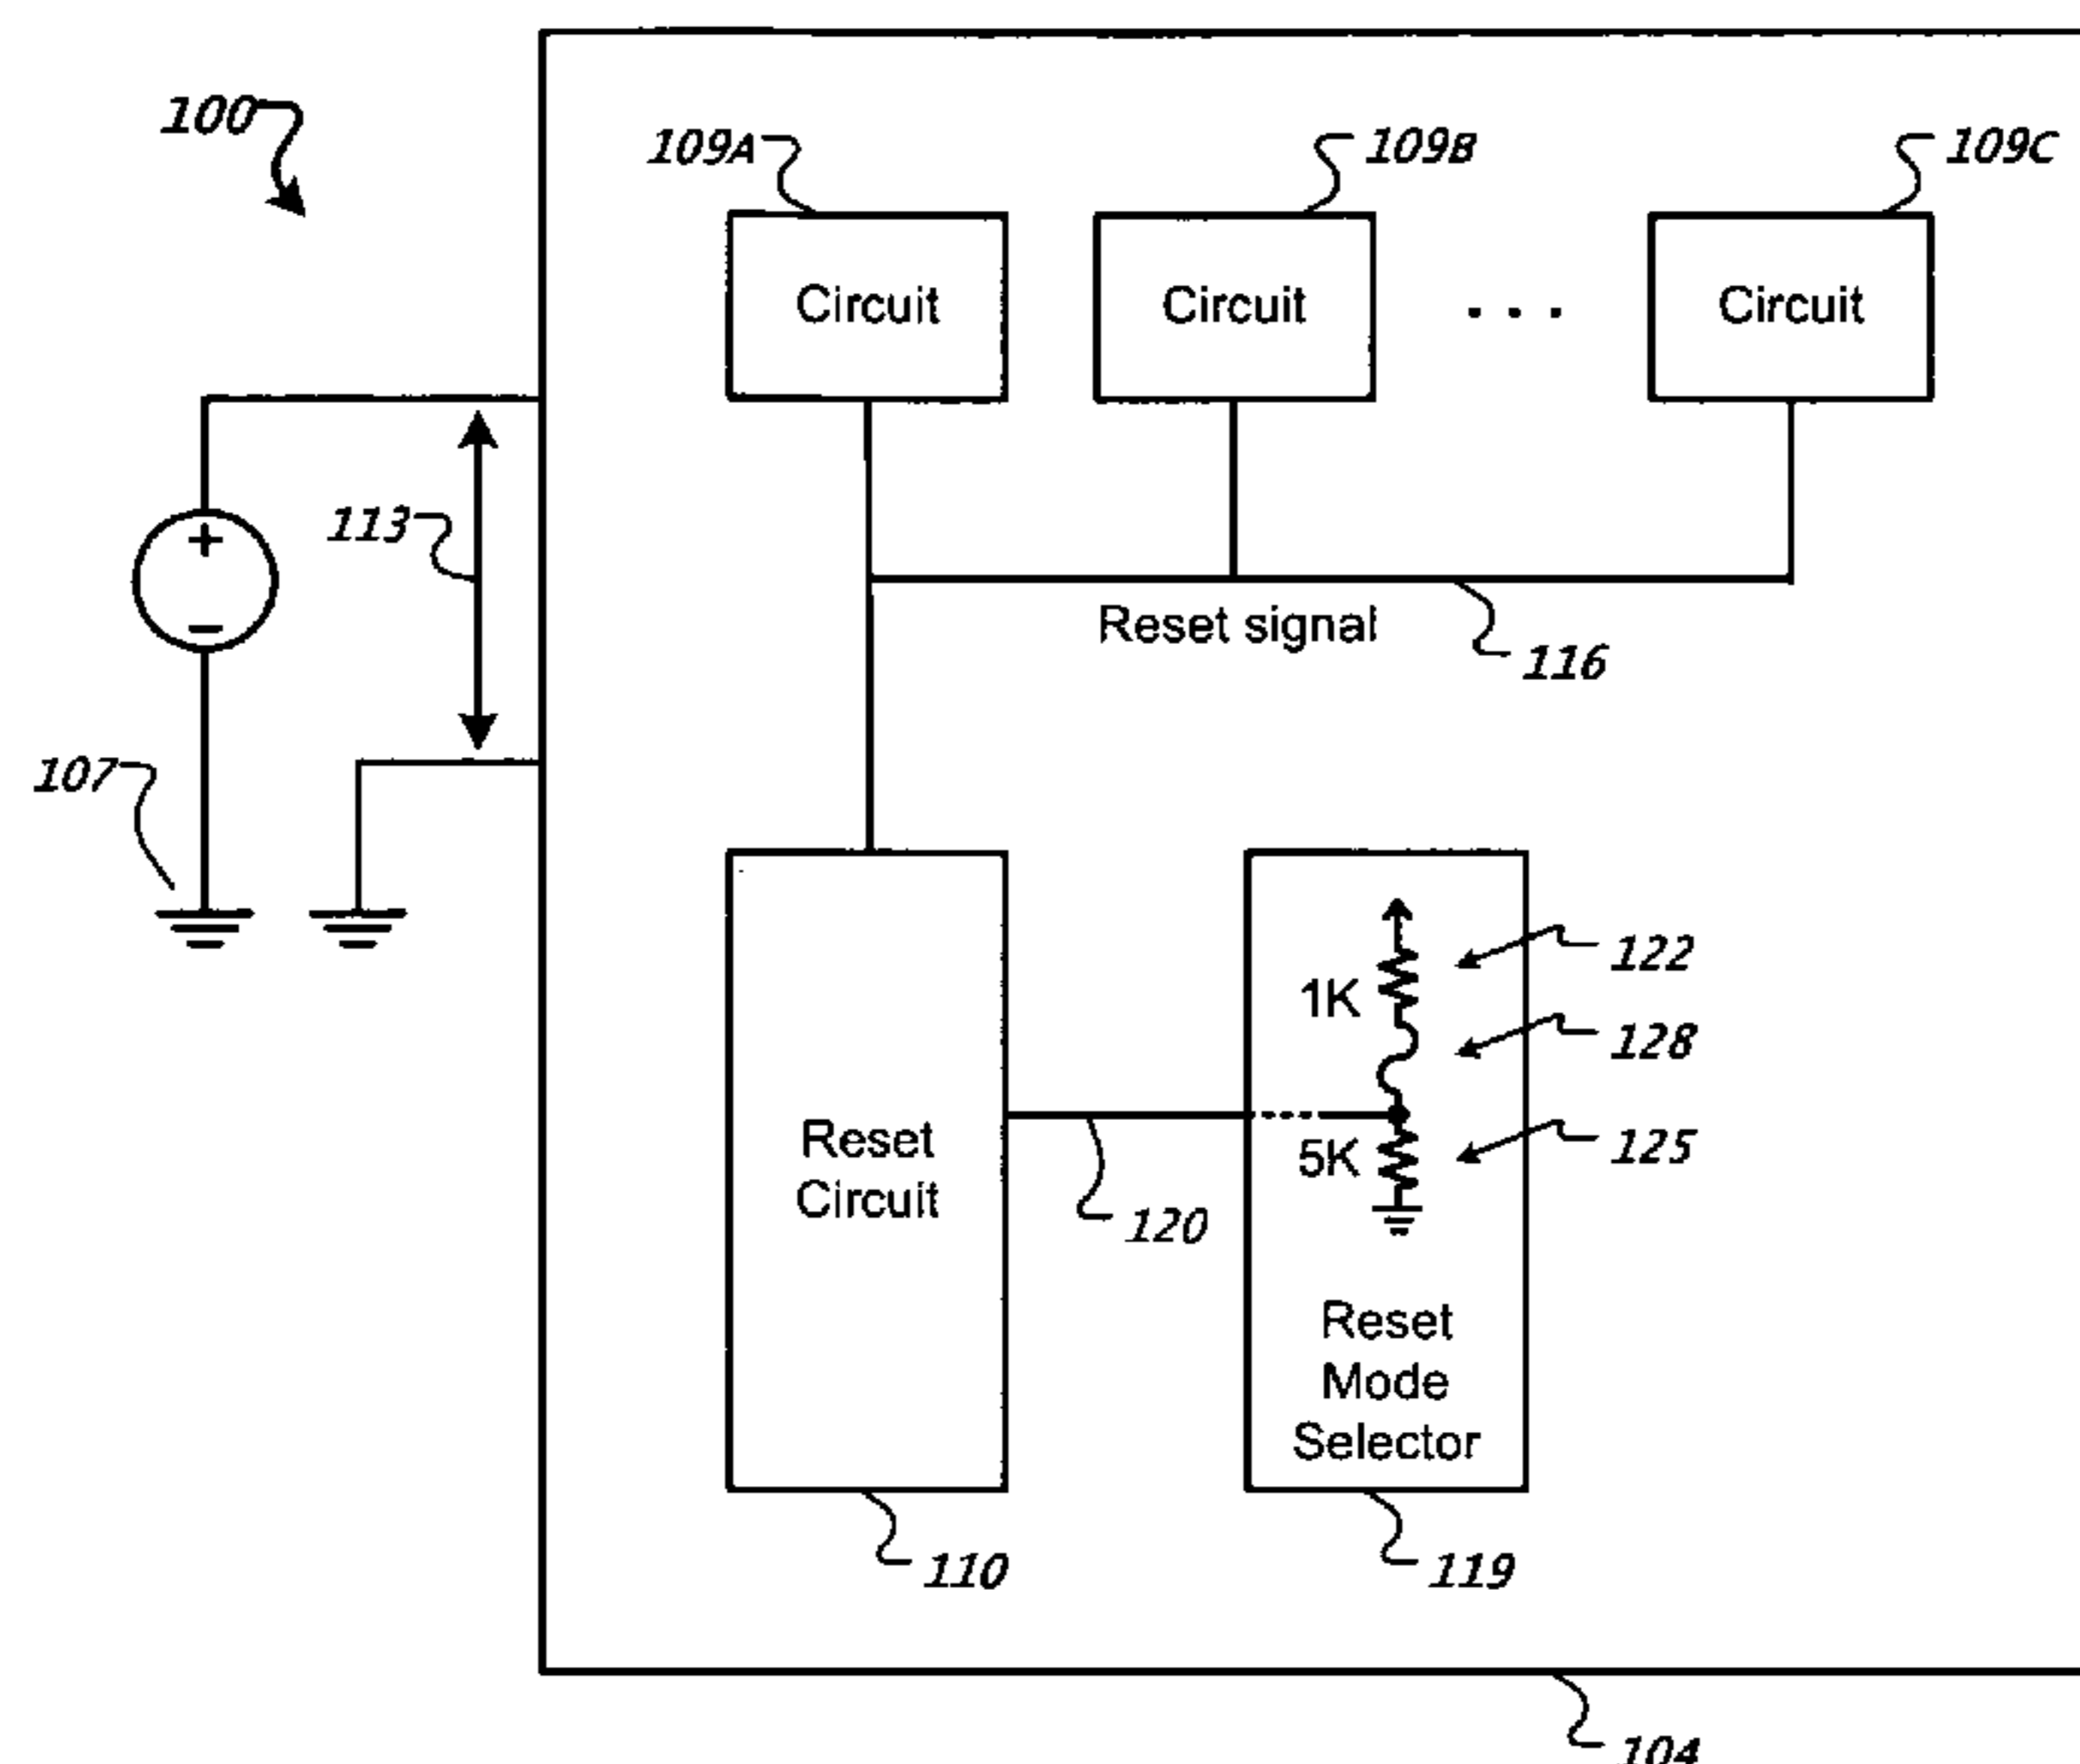 100
109A
109B
109C
Circuit
Circuit
. . .
Circuit
+
113
−
Reset signal
116
107
122
1K
128
5K
125
Reset
Circuit
120
Reset
Mode
Selector
110
119
104